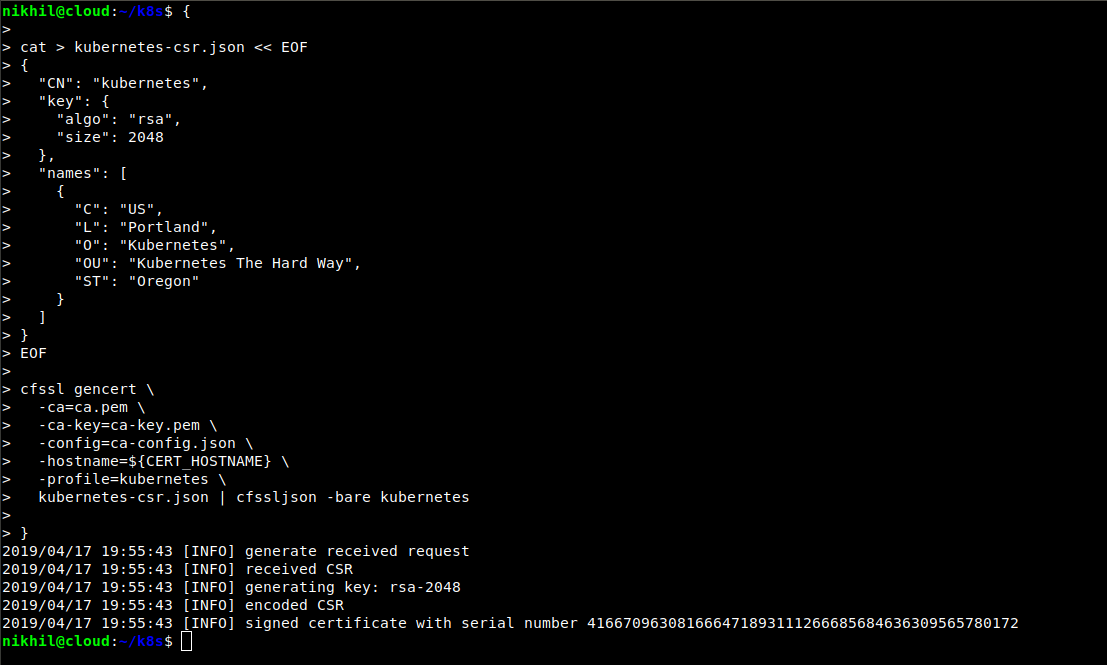 nikhil@cloud:~/k8s$ {
>
> cat > kubernetes-csr.json << EOF
> {
>   "CN": "kubernetes",
>   "key": {
>     "algo": "rsa",
>     "size": 2048
>   },
>   "names": [
>     {
>       "C": "US",
>       "L": "Portland",
>       "O": "Kubernetes",
>       "OU": "Kubernetes The Hard Way",
>       "ST": "Oregon"
>     }
>   ]
> }
> EOF
>
> cfssl gencert \
>   -ca=ca.pem \
>   -ca-key=ca-key.pem \
>   -config=ca-config.json \
>   -hostname=${CERT_HOSTNAME} \
>   -profile=kubernetes \
>   kubernetes-csr.json | cfssljson -bare kubernetes
>
> }
2019/04/17 19:55:43 [INFO] generate received request
2019/04/17 19:55:43 [INFO] received CSR
2019/04/17 19:55:43 [INFO] generating key: rsa-2048
2019/04/17 19:55:43 [INFO] encoded CSR
2019/04/17 19:55:43 [INFO] signed certificate with serial number 416670963081666471893111266685684636309565780172
nikhil@cloud:~/k8s$